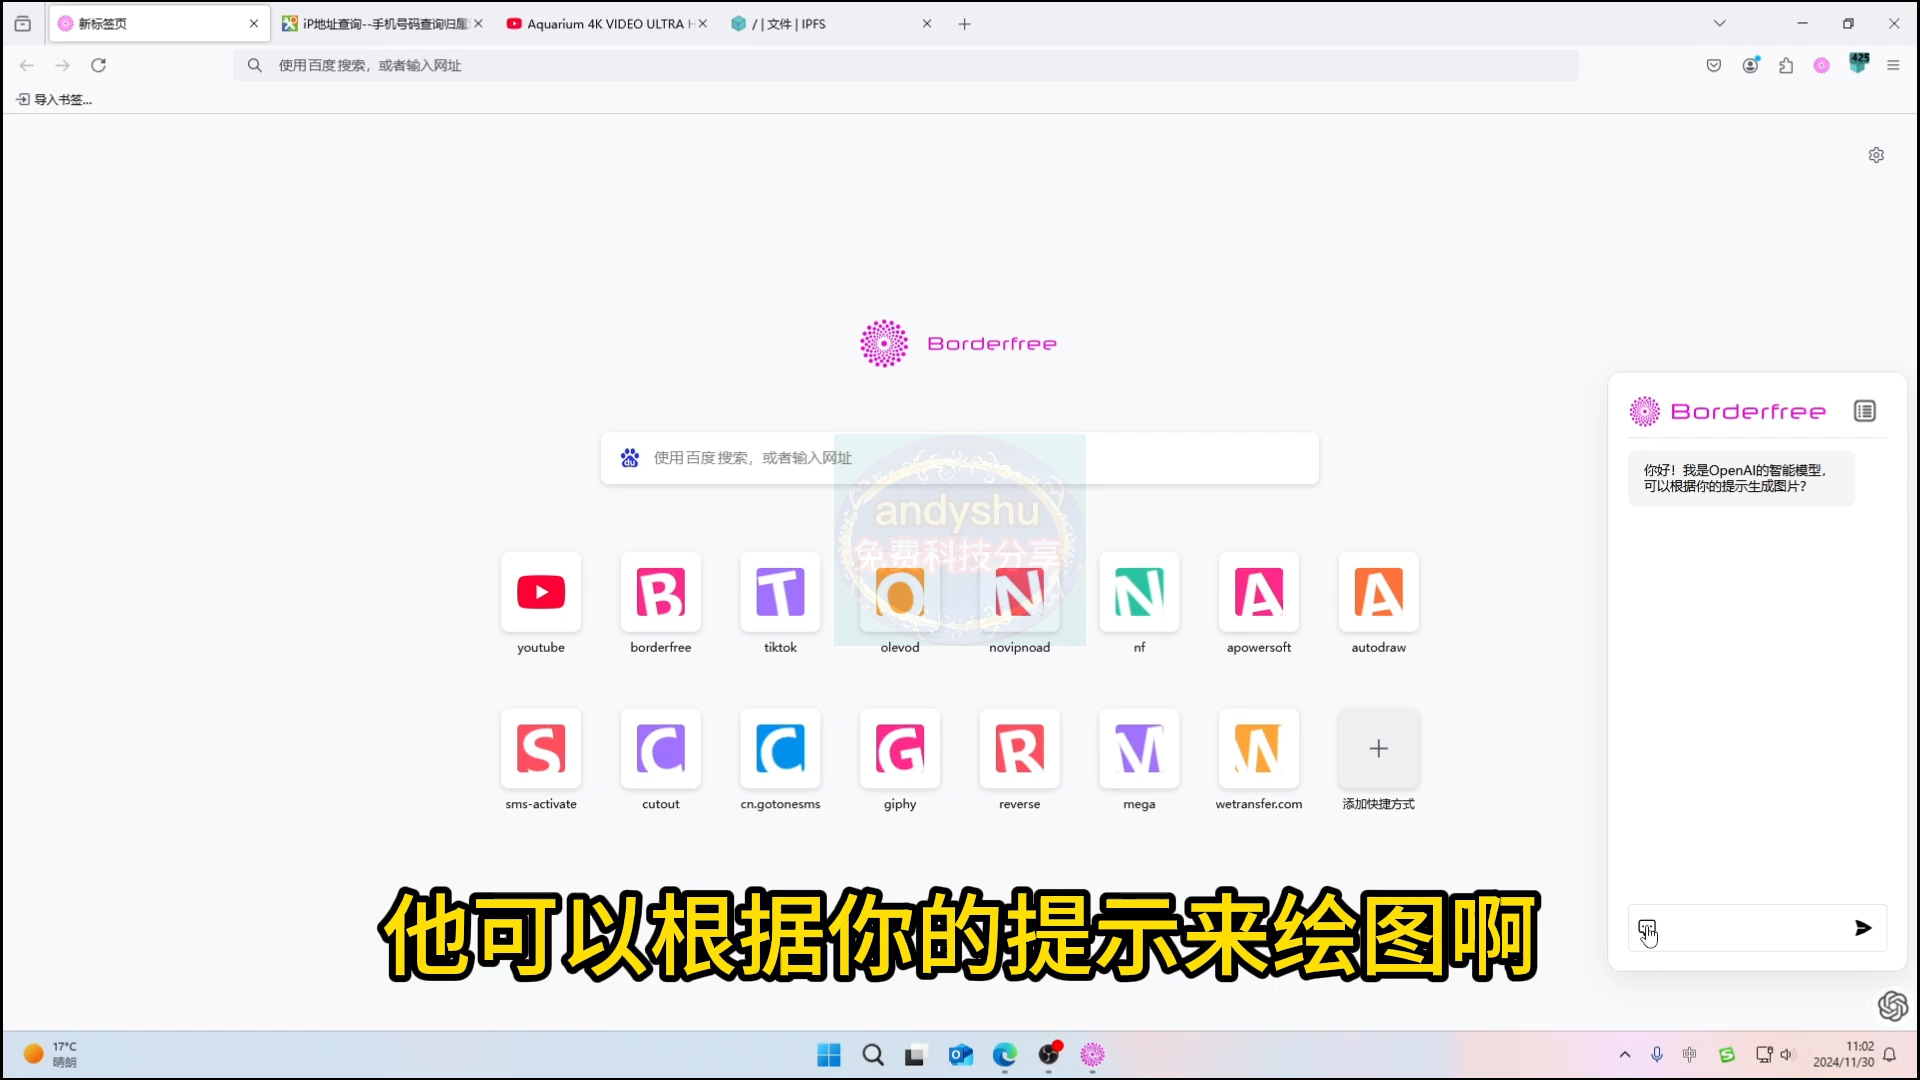 新标签页
iP地址查询--手机号码查询归属
Aquarium 4K VIDEO ULTRA H
/ | 文件 | IPFS
使用百度搜索，或者输入网址
425
导入书签...
Borderfree
使用百度搜索，或者输入网址
andyshu
免费科技分享
Borderfree
你好！我是OpenAI的智能模型，
可以根据你的提示生成图片？
youtube
borderfree
tiktok
olevod
novipnoad
nf
apowersoft
autodraw
sms-activate
cutout
cn.gotonesms
giphy
reverse
mega
wetransfer.com
添加快捷方式
他可以根据你的提示来绘图啊
17°C
晴朗
中
11:02
2024/11/30